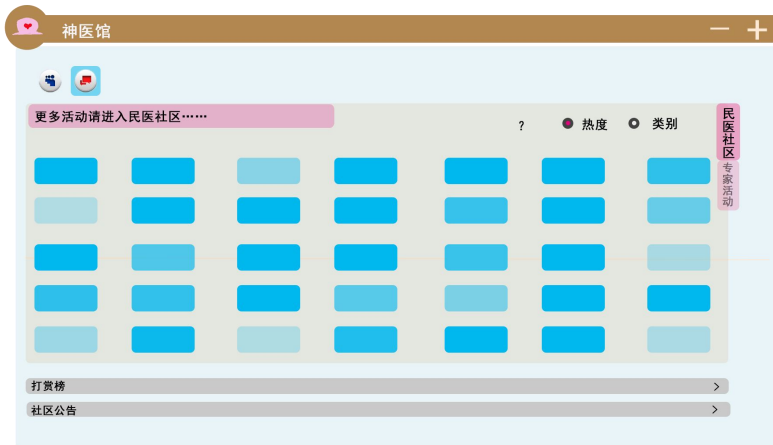 神医馆
更多活动请进入民医社区……
? 热度 类别
民医社区
专家活动
打赏榜 >
社区公告 >